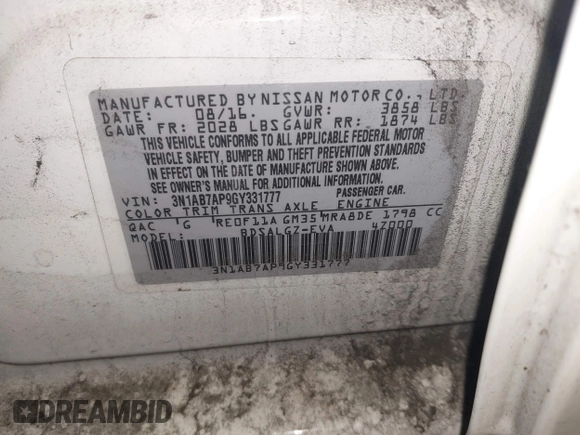 MANUFACTURED BY NISSAN MOTOR CO., LTD.
DATE: 08/16. GVWR: 3858 LBS
GAWR FR: 2028 LBS GAWR RR: 1874 LBS
THIS VEHICLE CONFORMS TO ALL APPLICABLE FEDERAL MOTOR
VEHICLE SAFETY, BUMPER AND THEFT PREVENTION STANDARDS
IN EFFECT ON THE DATE OF MANUFACTURE SHOWN ABOVE.
SEE OWNER'S MANUAL FOR ADDITIONAL INFORMATION
VIN: 3N1AB7AP9GY331777 PASSENGER CAR.
COLOR TRIM TRANS AXLE ENGINE
QAC G RE0F11A GM35 MRA8DE 1798 CC
MODEL: BDSALGZ-EVA 4Z000
3N1AB7AP9GY331777
DREAMBID